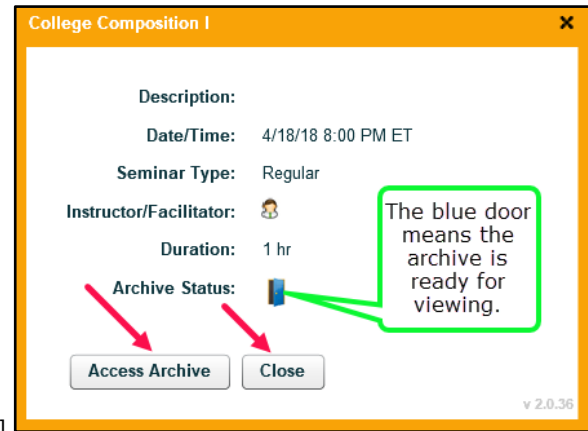 College Composition I
Description:
Date/Time: 4/18/18 8:00 PM ET
Seminar Type: Regular
Instructor/Facilitator:
Duration: 1 hr
Archive Status:
The blue door
means the
archive is
ready for
viewing.
Access Archive Close
v 2.0.36
]